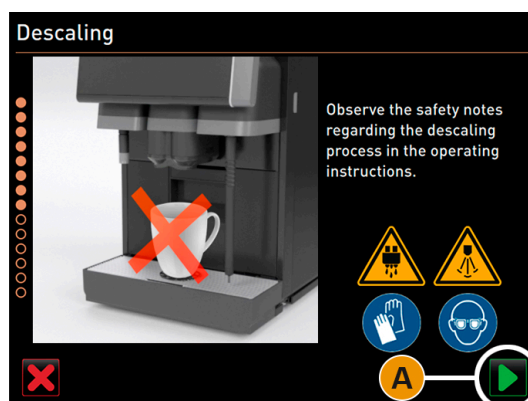 Descaling
Observe the safety notes
regarding the descaling
process in the operating
instructions.
A